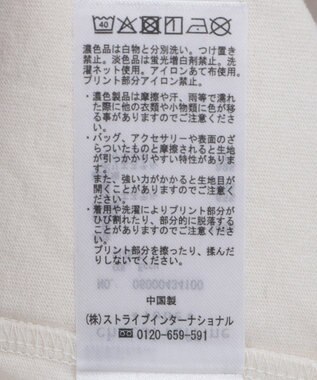 40
濃色品は白物と分別洗い。つけ置き
禁止。淡色品は蛍光増白剤禁止。洗
濯ネット使用。アイロンあて布使用。
プリント部分アイロン禁止。
・濃色製品は摩擦や汗、雨等で濡れ
た際に他の衣類や小物類に色が移
る事がありますのでご注意くださ
い。
・バッグ、アクセサリーや表面のざ
らついたものと摩擦されると生地
が引っかかりやすい特性がありま
す。
また、強い力がかかると生地目が
開くことがありますのでご注意く
ださい。
・着用や洗濯によりプリント部分が
ひび割れたり、部分的に脱落する
ことがあります。
プリント部分を擦ったり、揉んだ
りしないでください。
中国製
(株)ストライプインターナショナル
0120-659-591